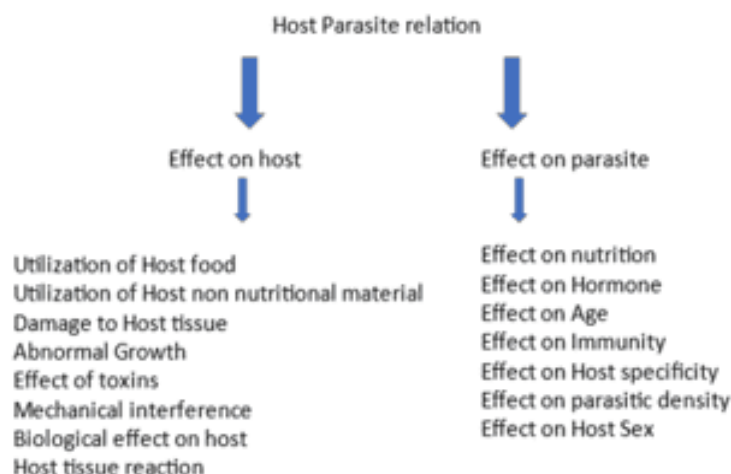 Host Parasite relation
Effect on host
Effect on parasite
Utilization of Host food
Utilization of Host non nutritional material
Damage to Host tissue
Abnormal Growth
Effect of toxins
Mechanical interference
Biological effect on host
Host tissue reaction
Effect on nutrition
Effect on Hormone
Effect on Age
Effect on Immunity
Effect on Host specificity
Effect on parasitic density
Effect on Host Sex